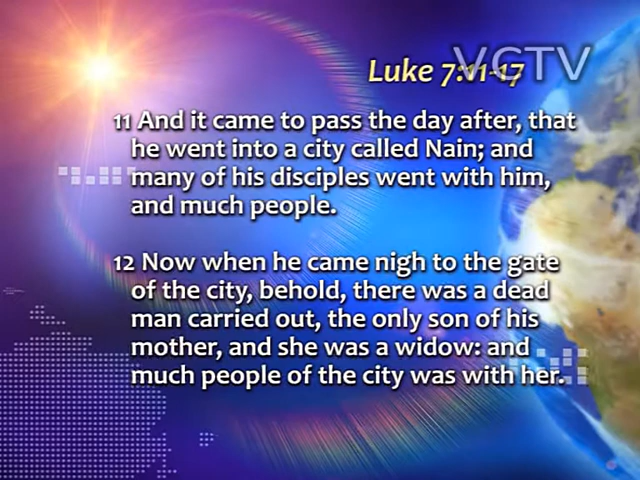 VCTV
Luke 7:11-17
11 And it came to pass the day after, that
he went into a city called Nain; and
many of his disciples went with him,
and much people.
12 Now when he came nigh to the gate
of the city, behold, there was a dead
man carried out, the only son of his
mother, and she was a widow: and
much people of the city was with her.